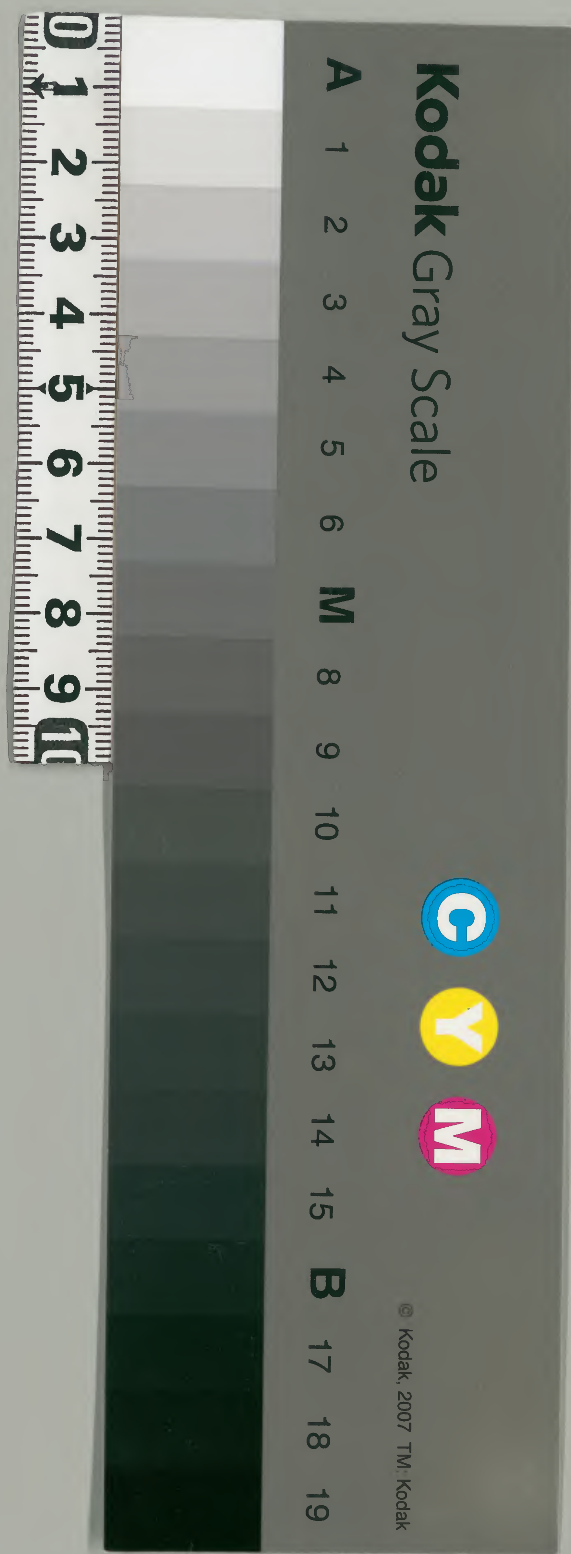 Kodak Gray Scale
C Y M
© Kodak, 2007 TM: Kodak
A 1 2 3 4 5 6 M 8 9 10 11 12 13 14 15 B 17 18 19
0 1 2 3 4 5 6 7 8 9 10